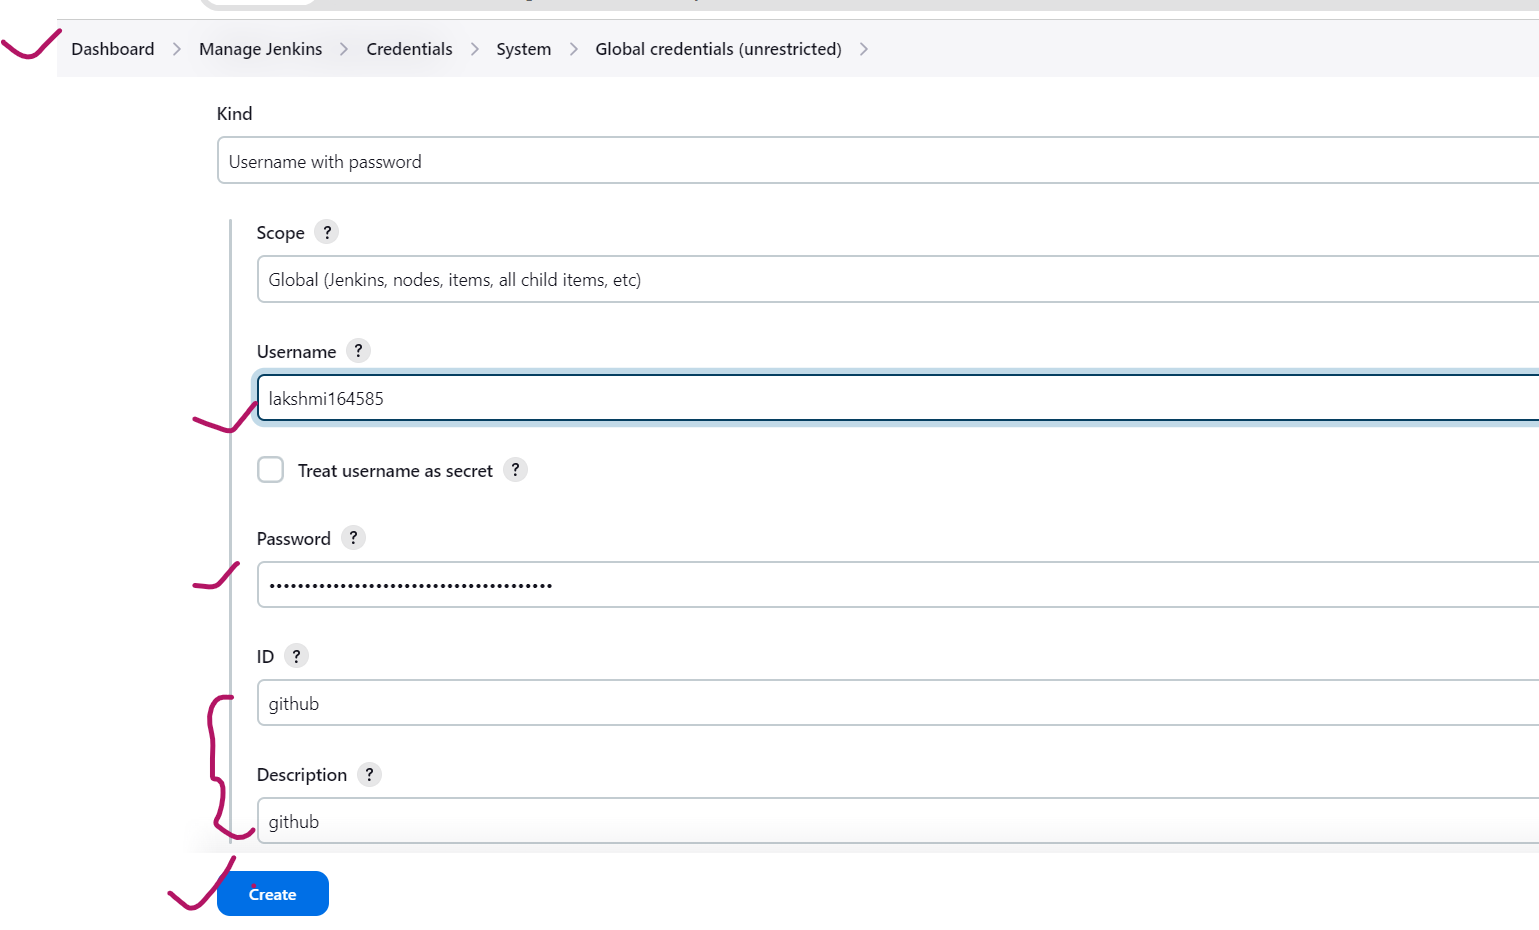 Dashboard > Manage Jenkins > Credentials > System > Global credentials (unrestricted) >
Kind
Username with password
Scope ?
Global (Jenkins, nodes, items, all child items, etc)
Username ?
lakshmi164585
Treat username as secret ?
Password ?
••••••••••••••••••••••••••••••••••••••••
ID ?
github
Description ?
github
Create